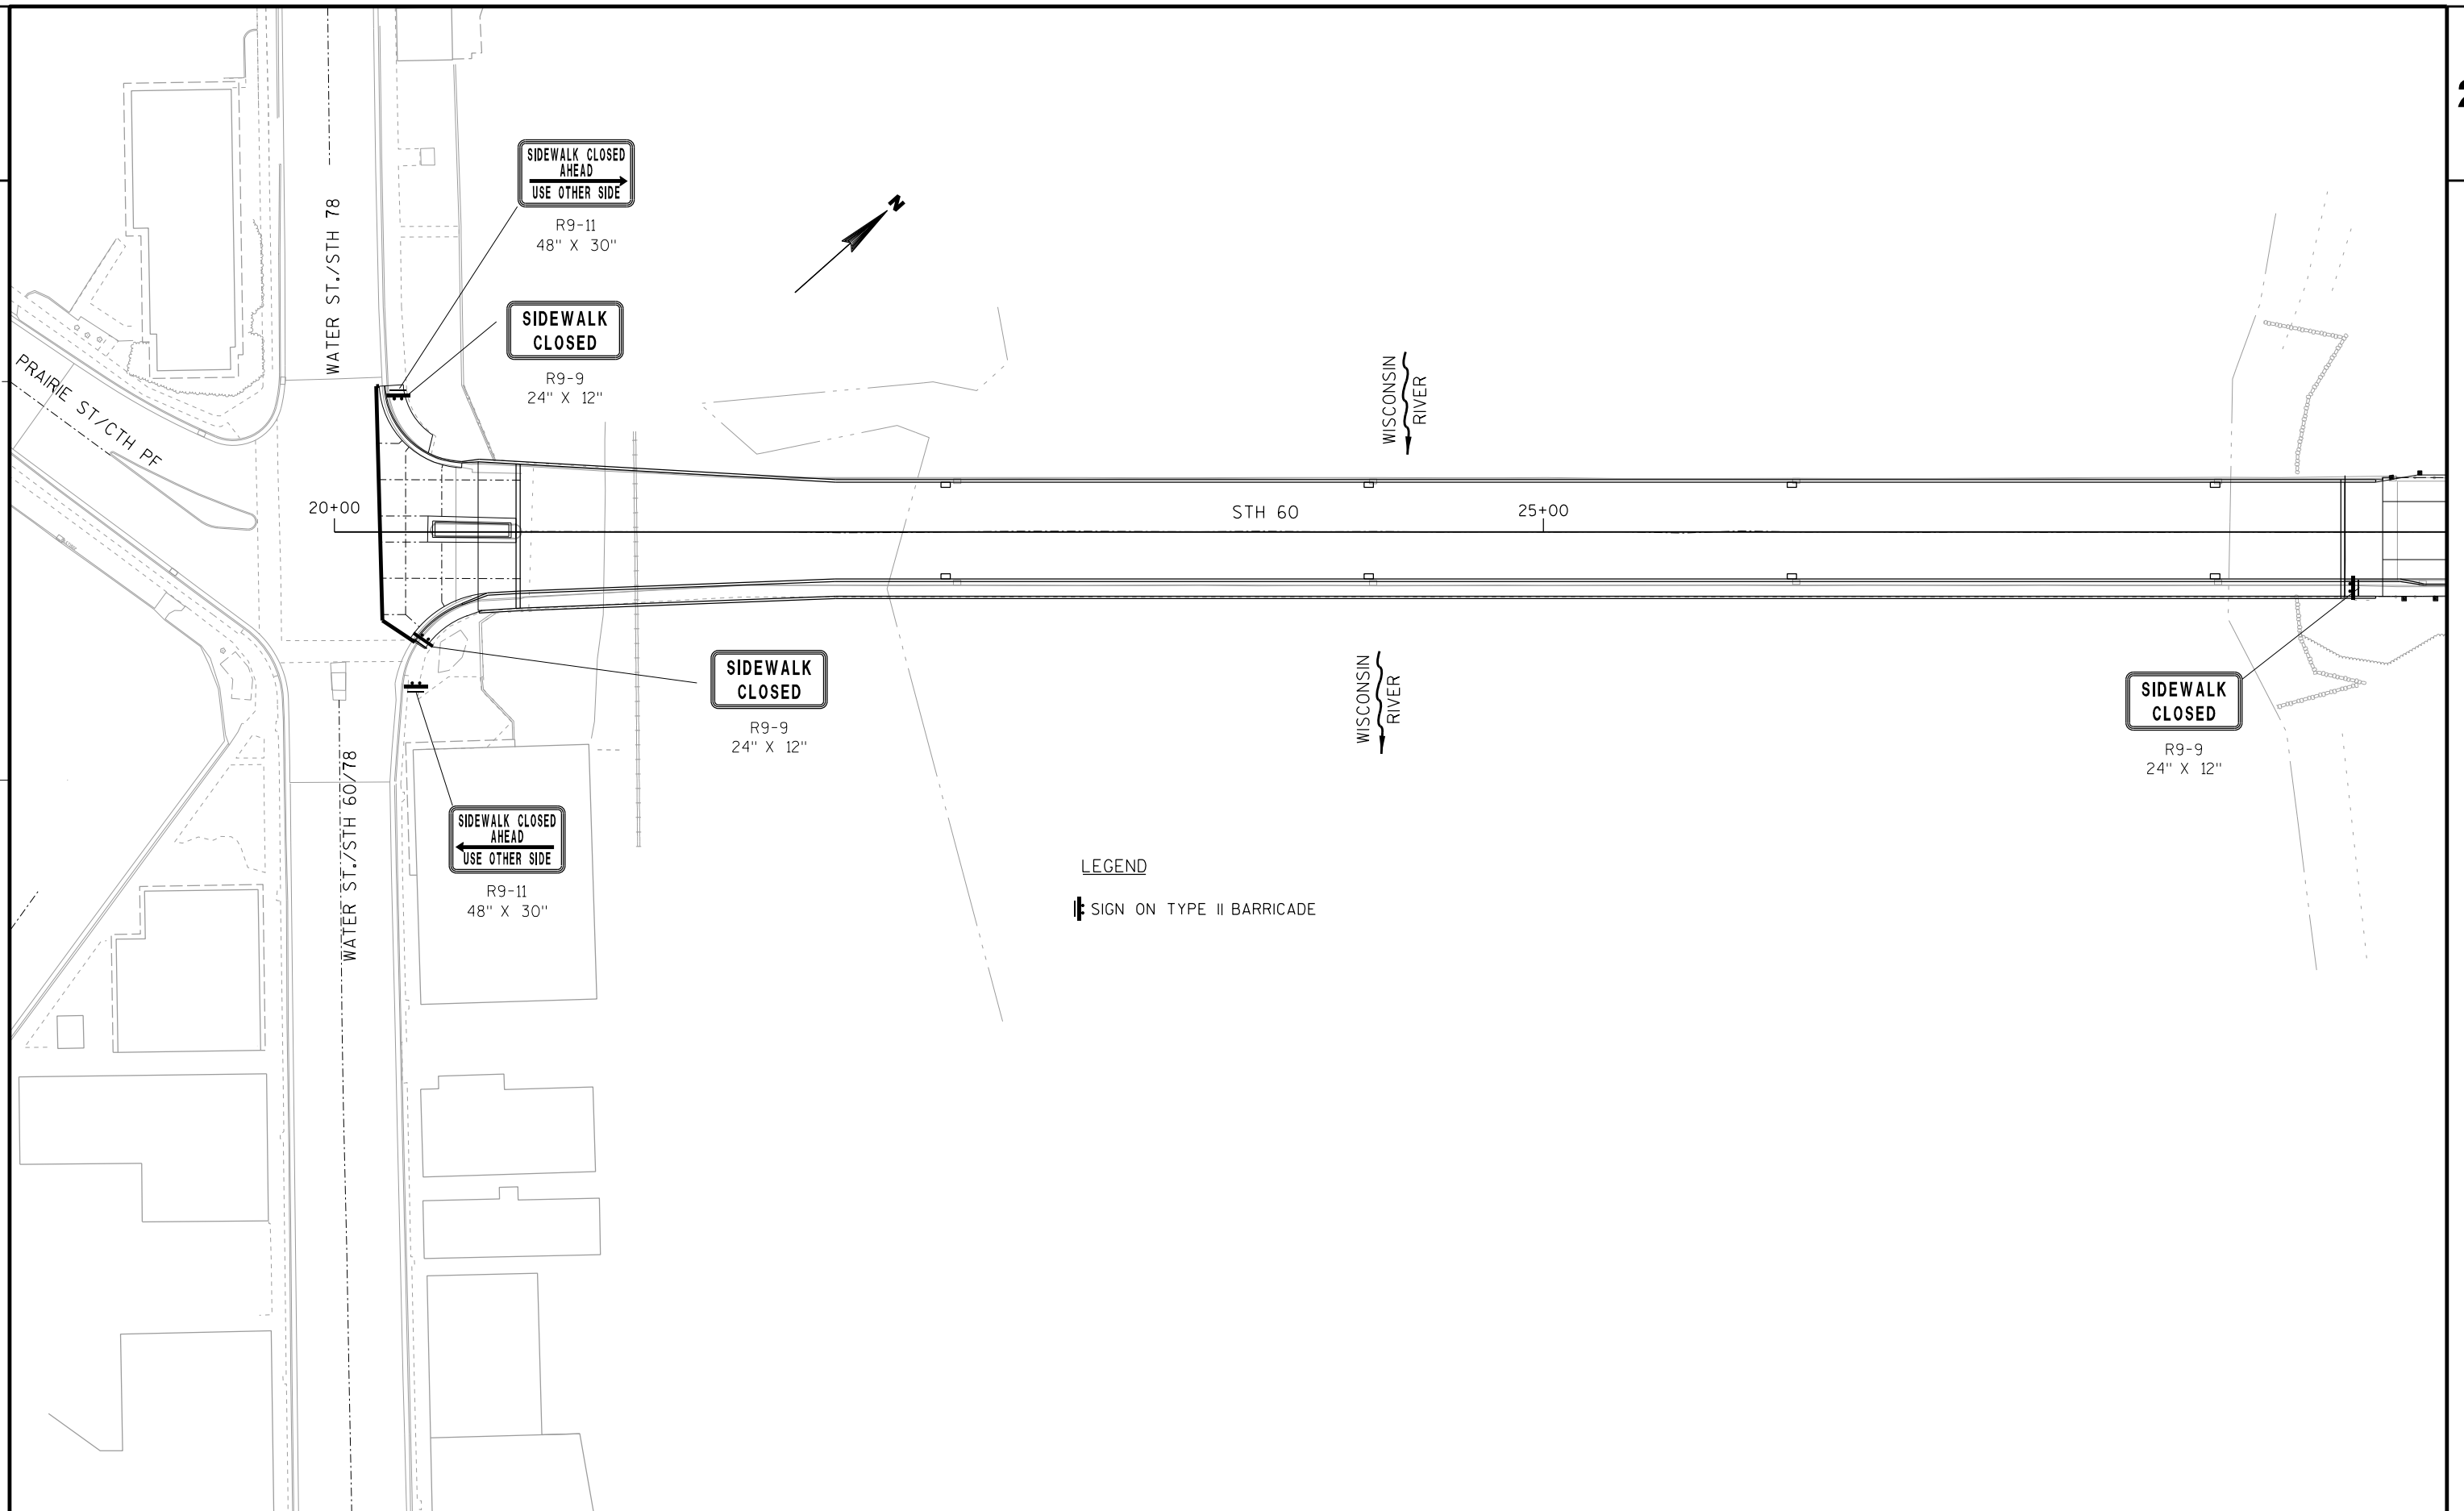 2
SIDEWALK CLOSED
AHEAD
USE OTHER SIDE
R9-11
48" X 30"
N
WATER ST./STH 78
SIDEWALK
CLOSED
R9-9
24" X 12"
PRAIRIE ST/CTH PF
WISCONSIN
RIVER
20+00
STH 60
25+00
SIDEWALK
CLOSED
R9-9
24" X 12"
WISCONSIN
RIVER
SIDEWALK
CLOSED
R9-9
24" X 12"
WATER ST./STH 60/78
SIDEWALK CLOSED
AHEAD
USE OTHER SIDE
R9-11
48" X 30"
LEGEND
SIGN ON TYPE II BARRICADE